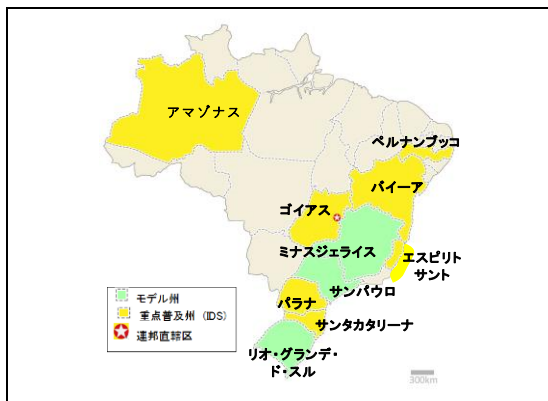 アマゾナス
ペルナンブッコ
バイーア
ゴイアス
ミナスジェライス
エスピリト
サント
サンパウロ
パラナ
サンタカタリーナ
リオ・グランデ・
ド・スル
モデル州
重点普及州 (IDS)
連邦直轄区
300km